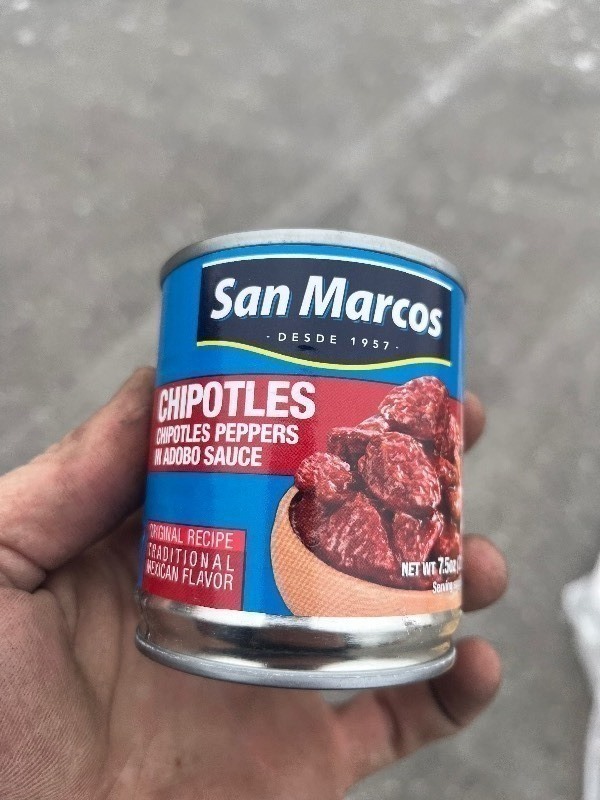 San Marcos
- DESDE 1957 -
CHIPOTLES
CHIPOTLES PEPPERS
IN ADOBO SAUCE
ORIGINAL RECIPE
TRADITIONAL
MEXICAN FLAVOR
NET WT 7.5oz
Serving